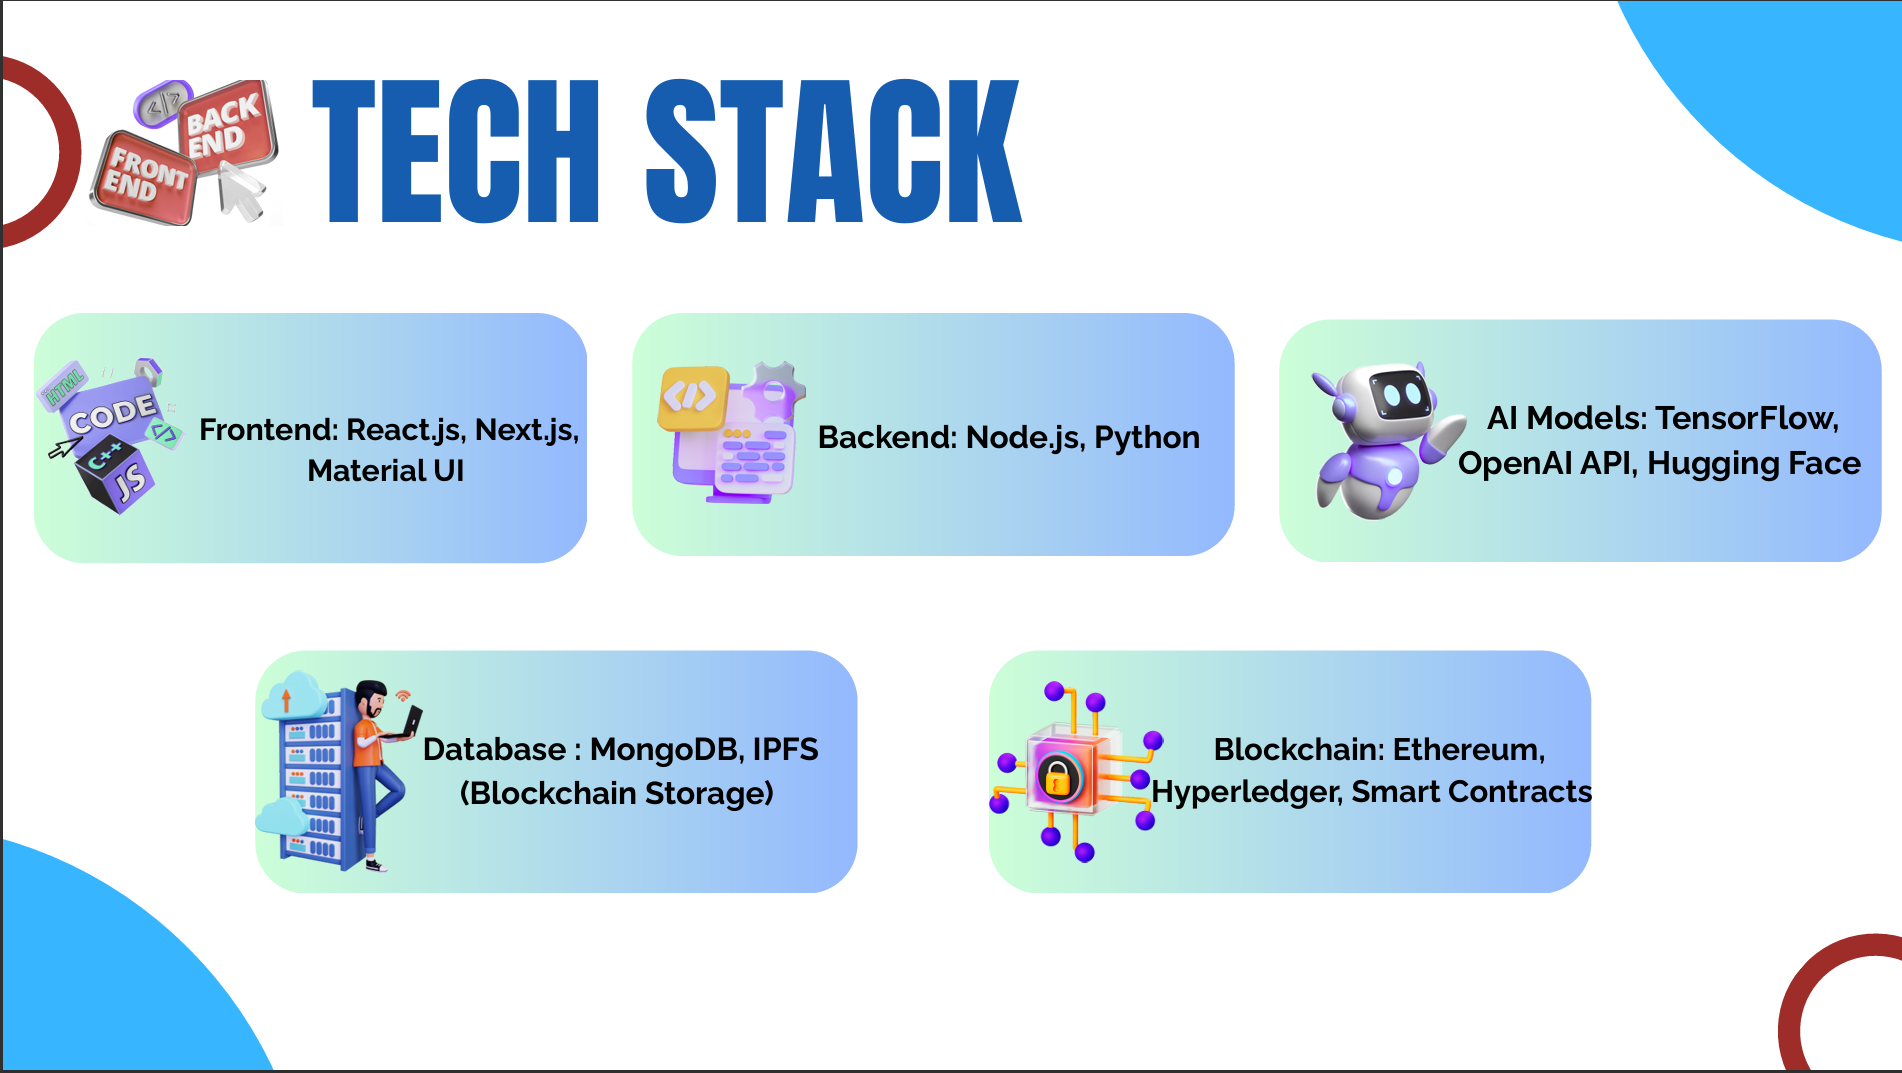 BACK
END
FRONT
END
TECH STACK
HTML
CODE
C++
JS
Frontend: React.js, Next.js,
Material UI
Backend: Node.js, Python
AI Models: TensorFlow,
OpenAI API, Hugging Face
Database : MongoDB, IPFS
(Blockchain Storage)
Blockchain: Ethereum,
Hyperledger, Smart Contracts